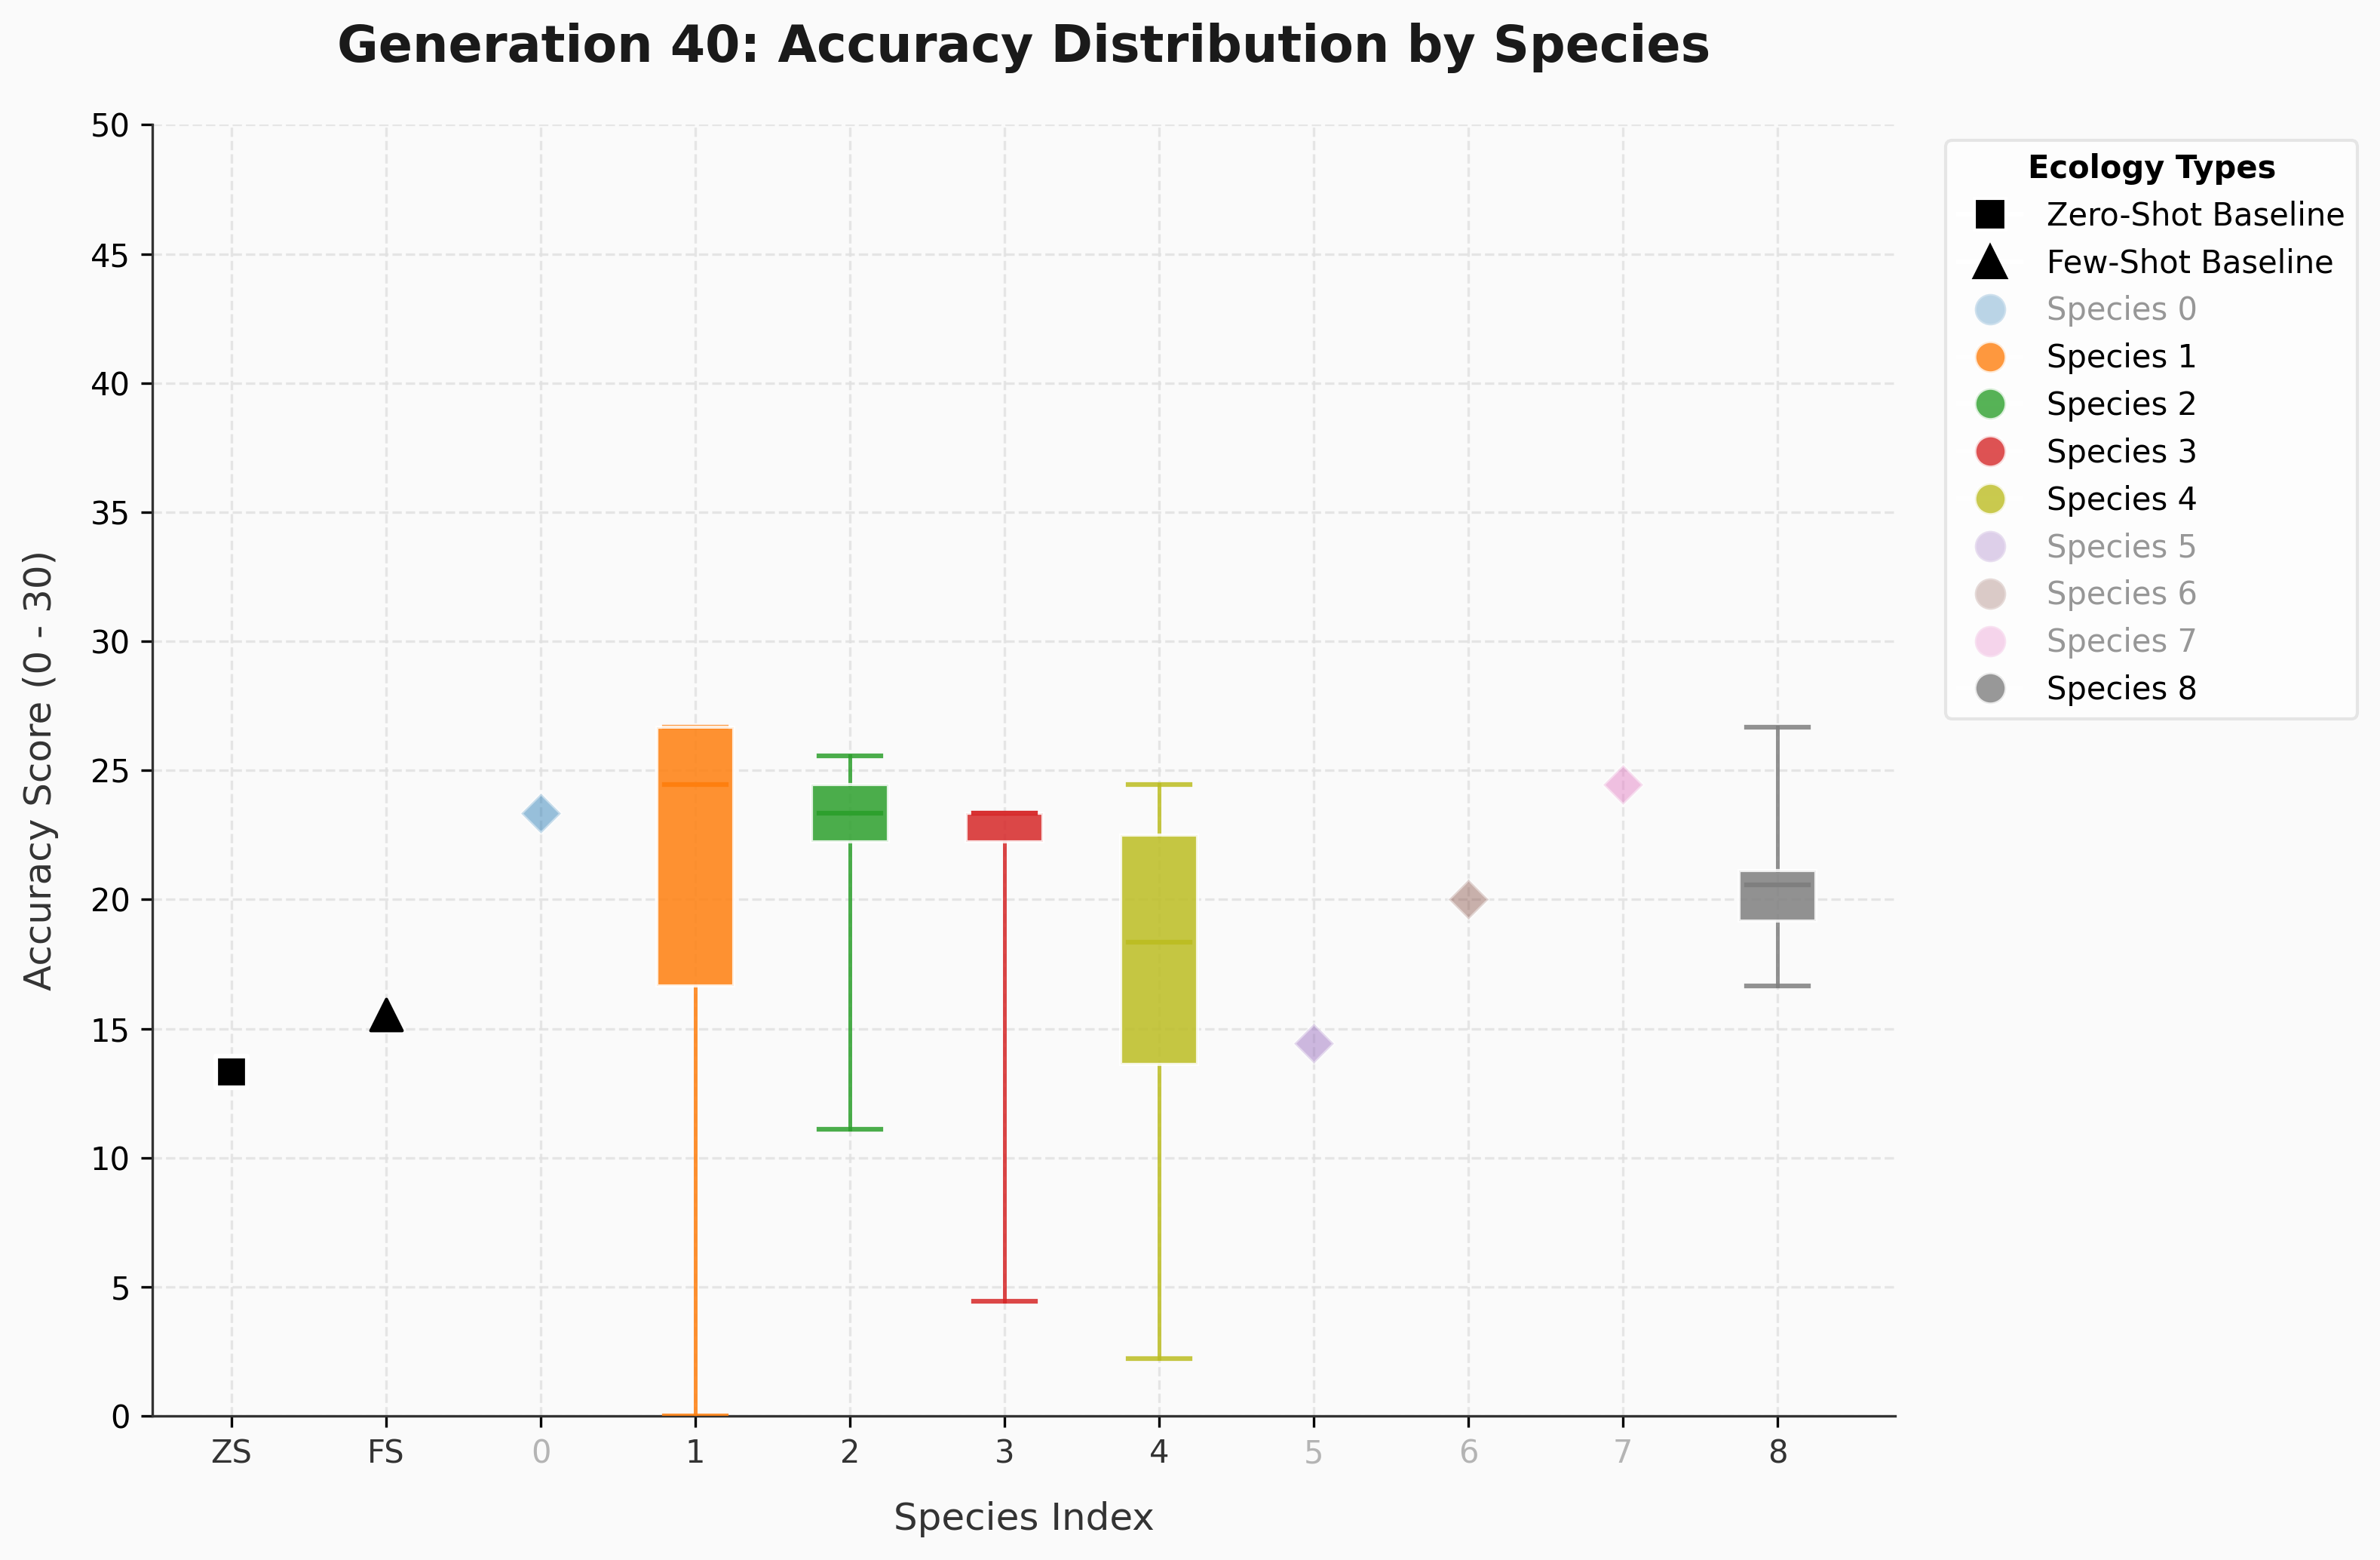 Generation 40: Accuracy Distribution by Species
Accuracy Score (0 - 30)
50
45
40
35
30
25
20
15
10
5
0
ZS FS 0 1 2 3 4 5 6 7 8
Species Index
Ecology Types
Zero-Shot Baseline
Few-Shot Baseline
Species 0
Species 1
Species 2
Species 3
Species 4
Species 5
Species 6
Species 7
Species 8